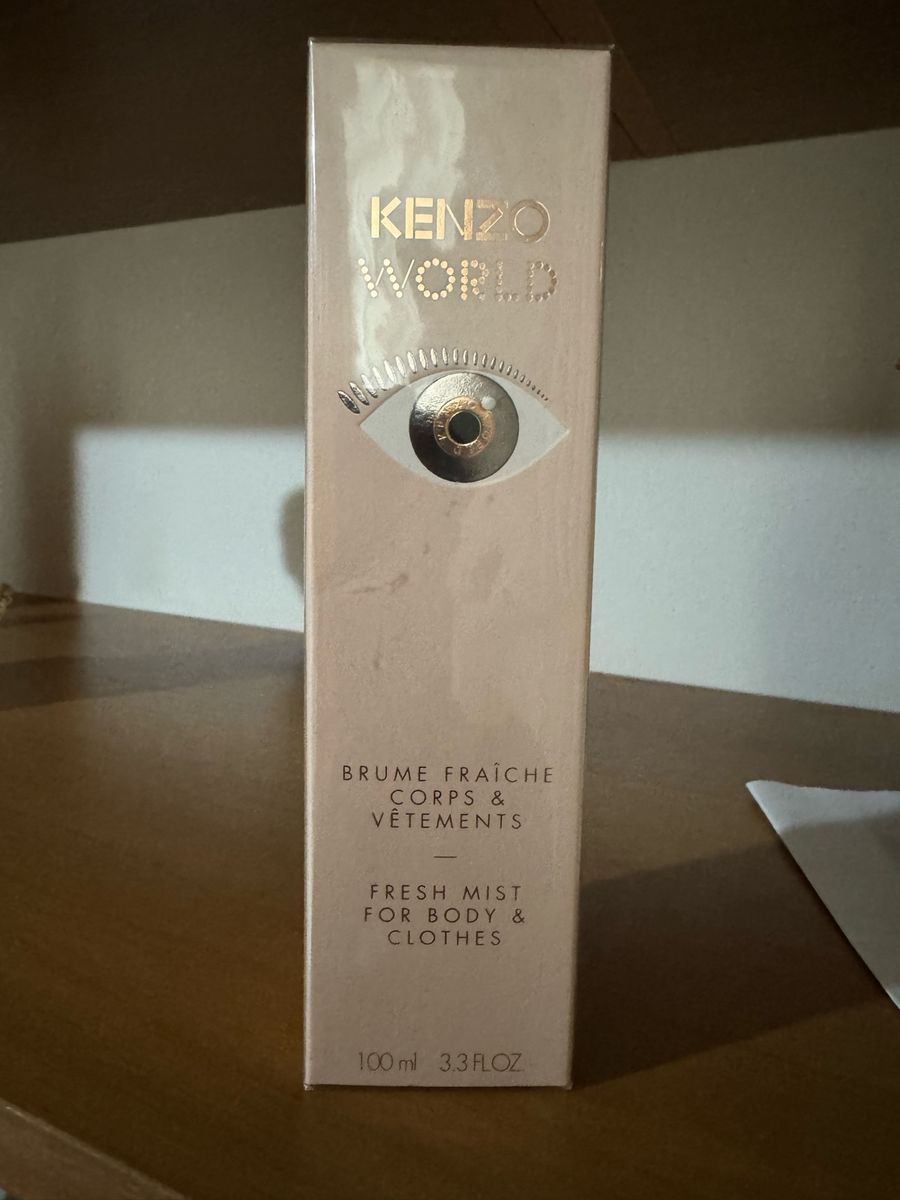 KENZO
WORLD
BRUME FRAÎCHE
CORPS &
VÊTEMENTS
—
FRESH MIST
FOR BODY &
CLOTHES
100 ml 3.3 FL.OZ.